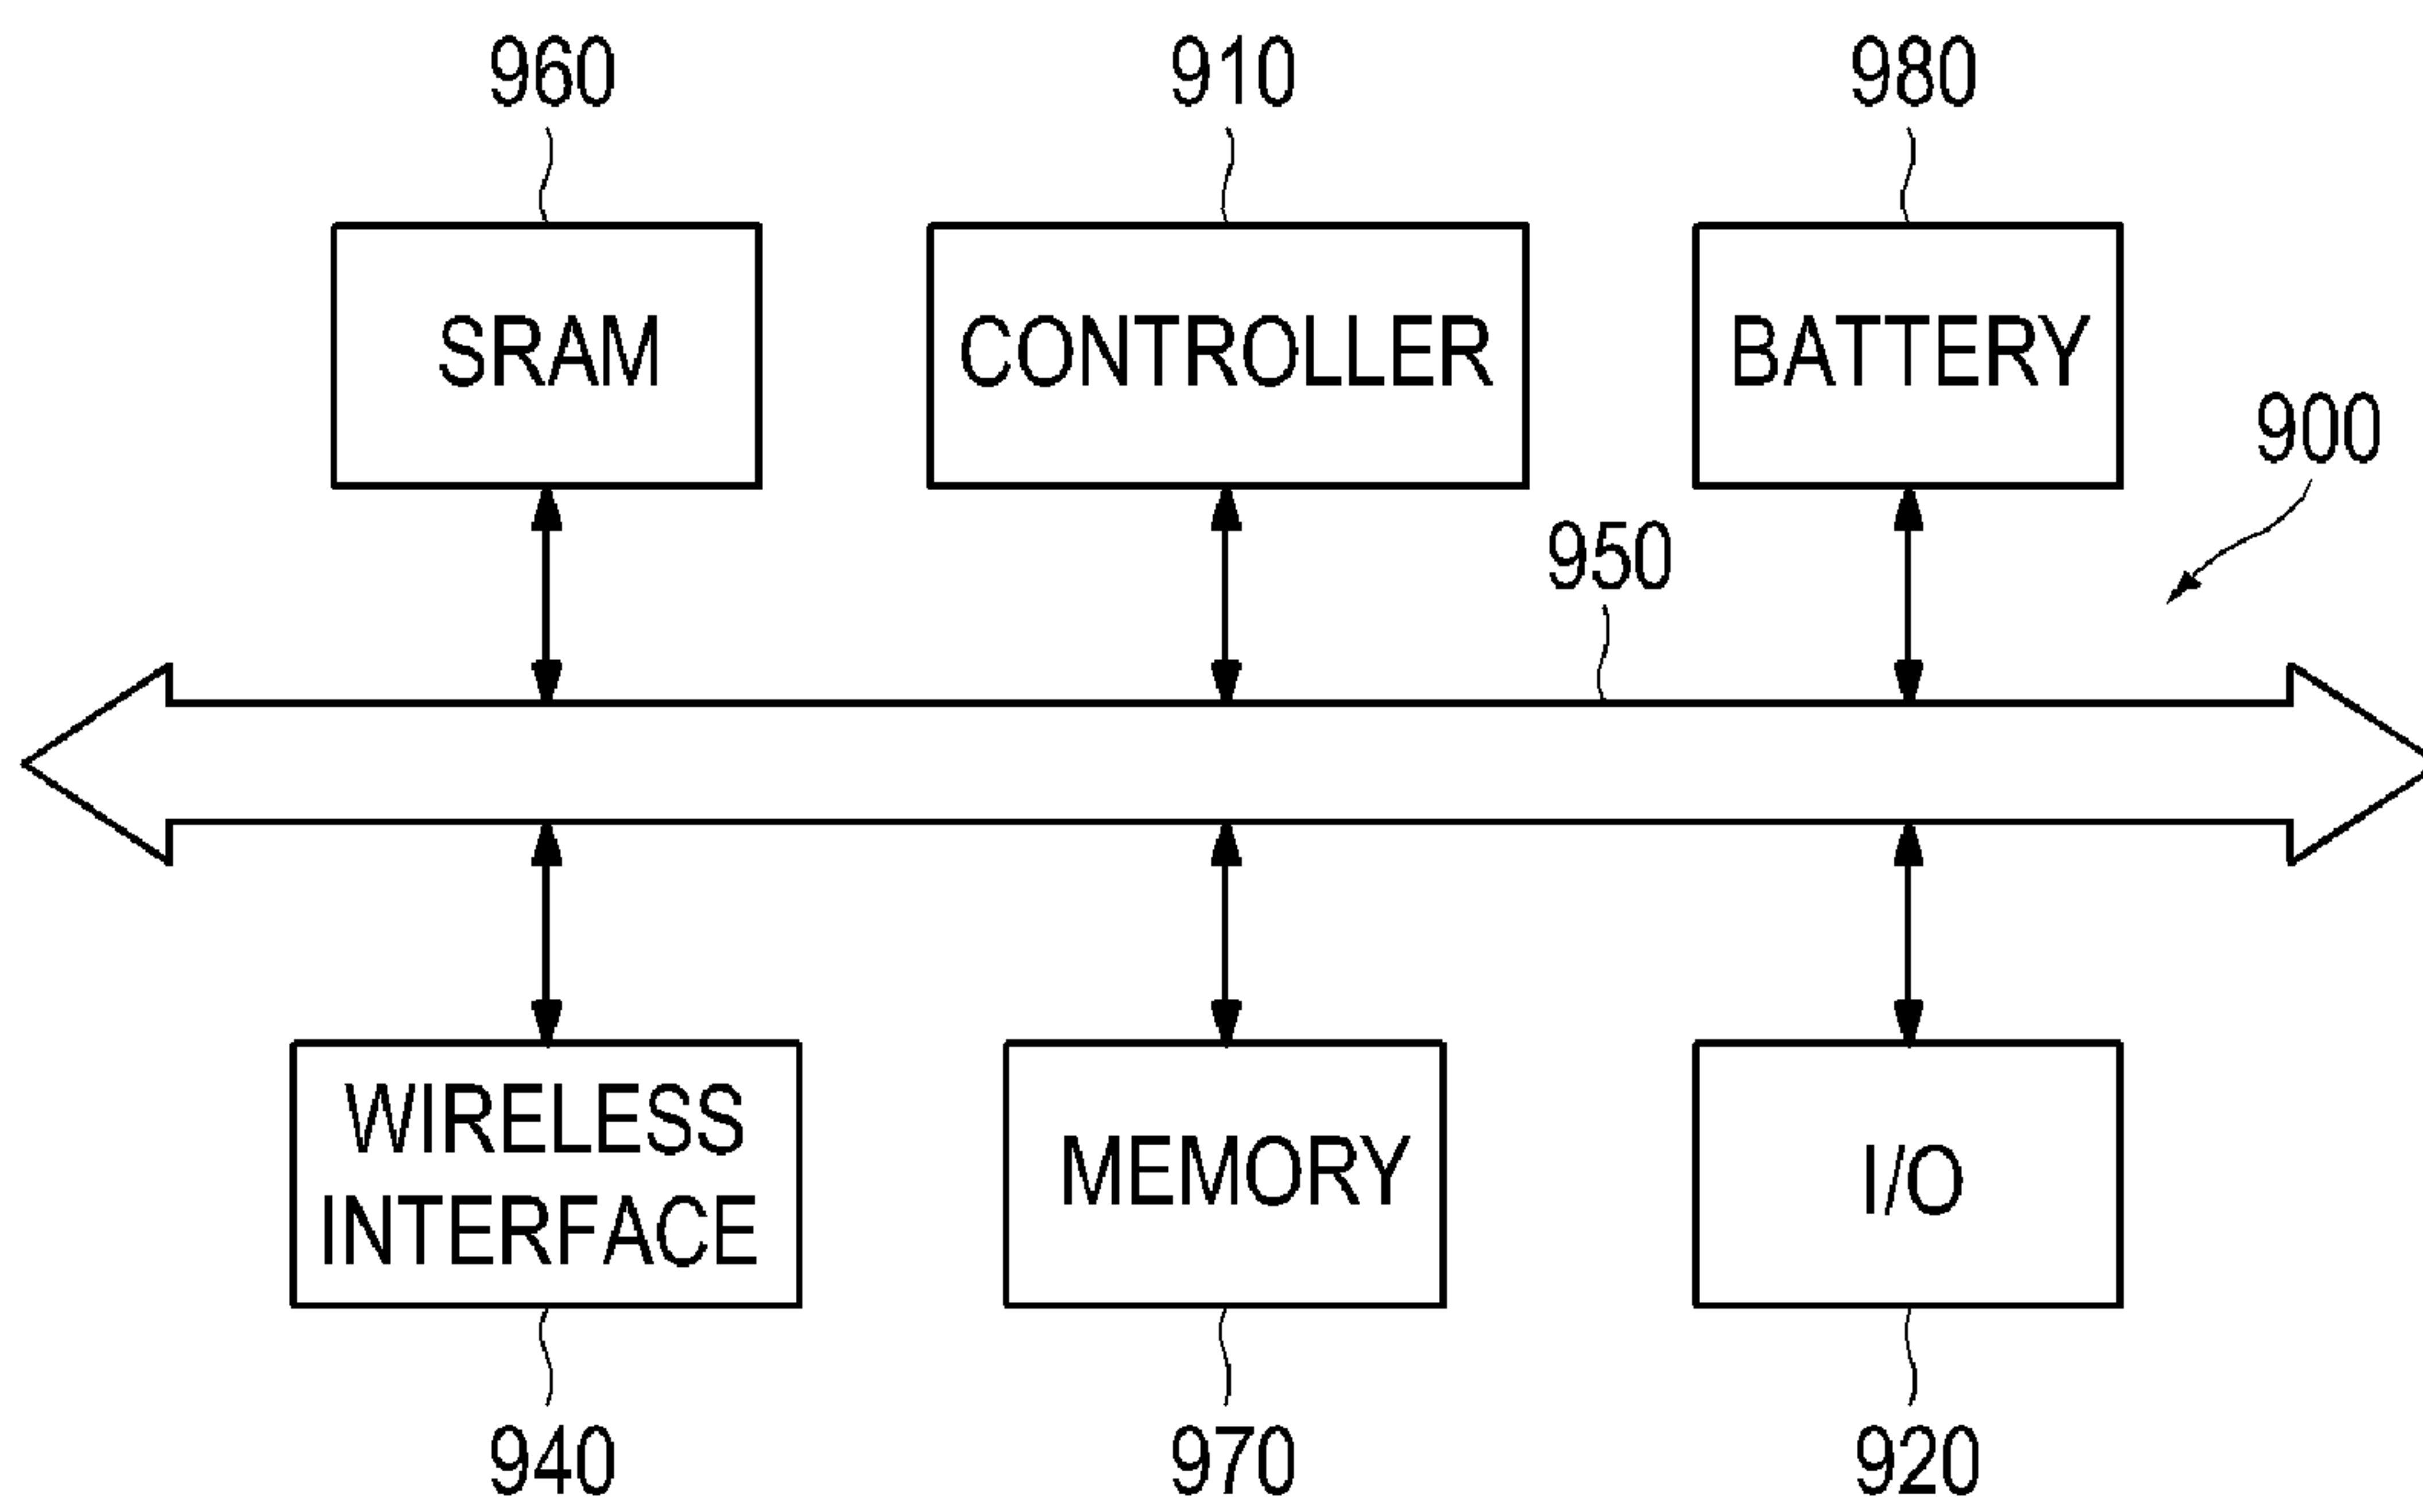 960
910
980
SRAM
CONTROLLER
BATTERY
900
950
WIRELESS
INTERFACE
MEMORY
I/O
940
970
920